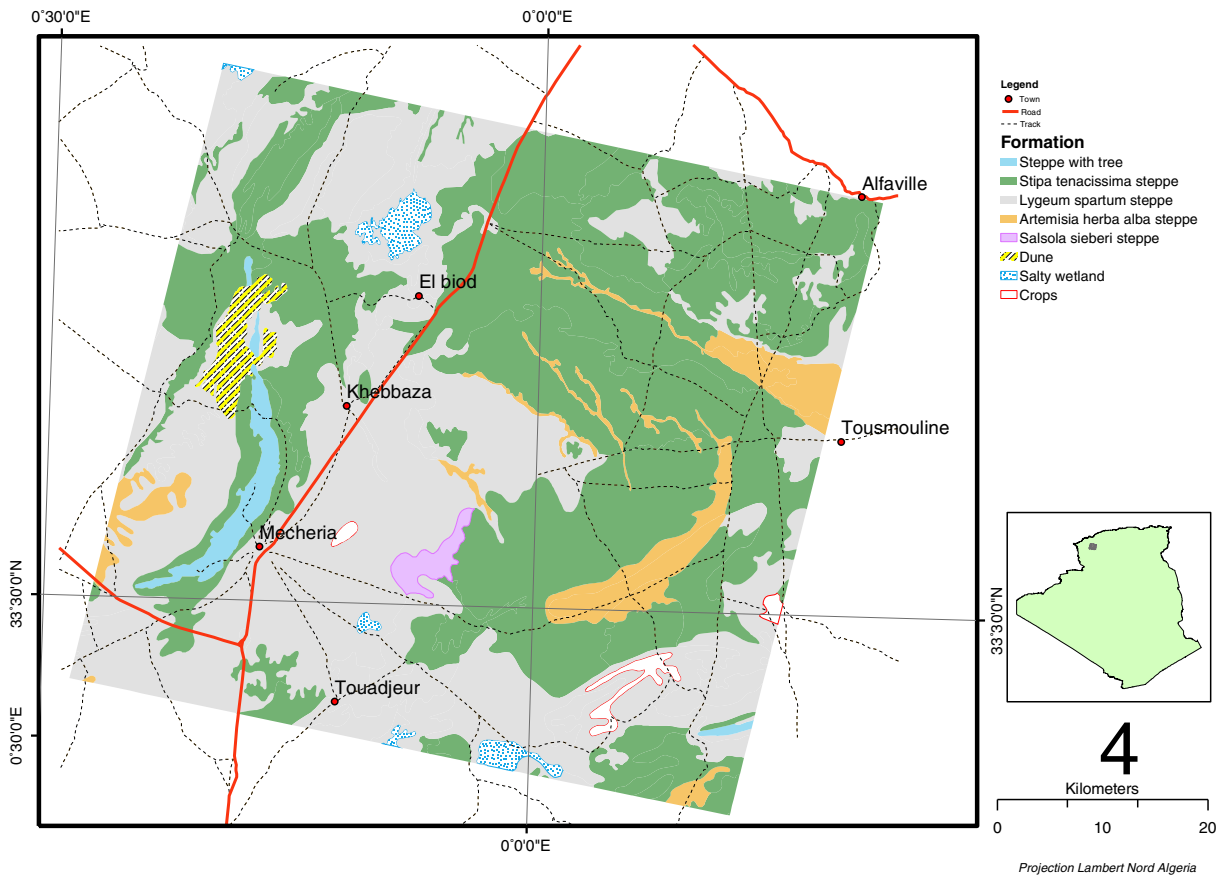 0˚30'0"E
0˚0'0"E
Legend
Town
Road
Track
Formation
Steppe with tree
Stipa tenacissima steppe
Lygeum spartum steppe
Artemisia herba alba steppe
Salsola sieberi steppe
Dune
Salty wetland
Crops
Alfaville
El biod
Khebbaza
Tousmouline
Mecheria
Touadjeur
33˚30'0"N
33˚30'0"N
0˚30'0"E
0˚0'0"E
4
Kilometers
0 10 20
Projection Lambert Nord Algeria